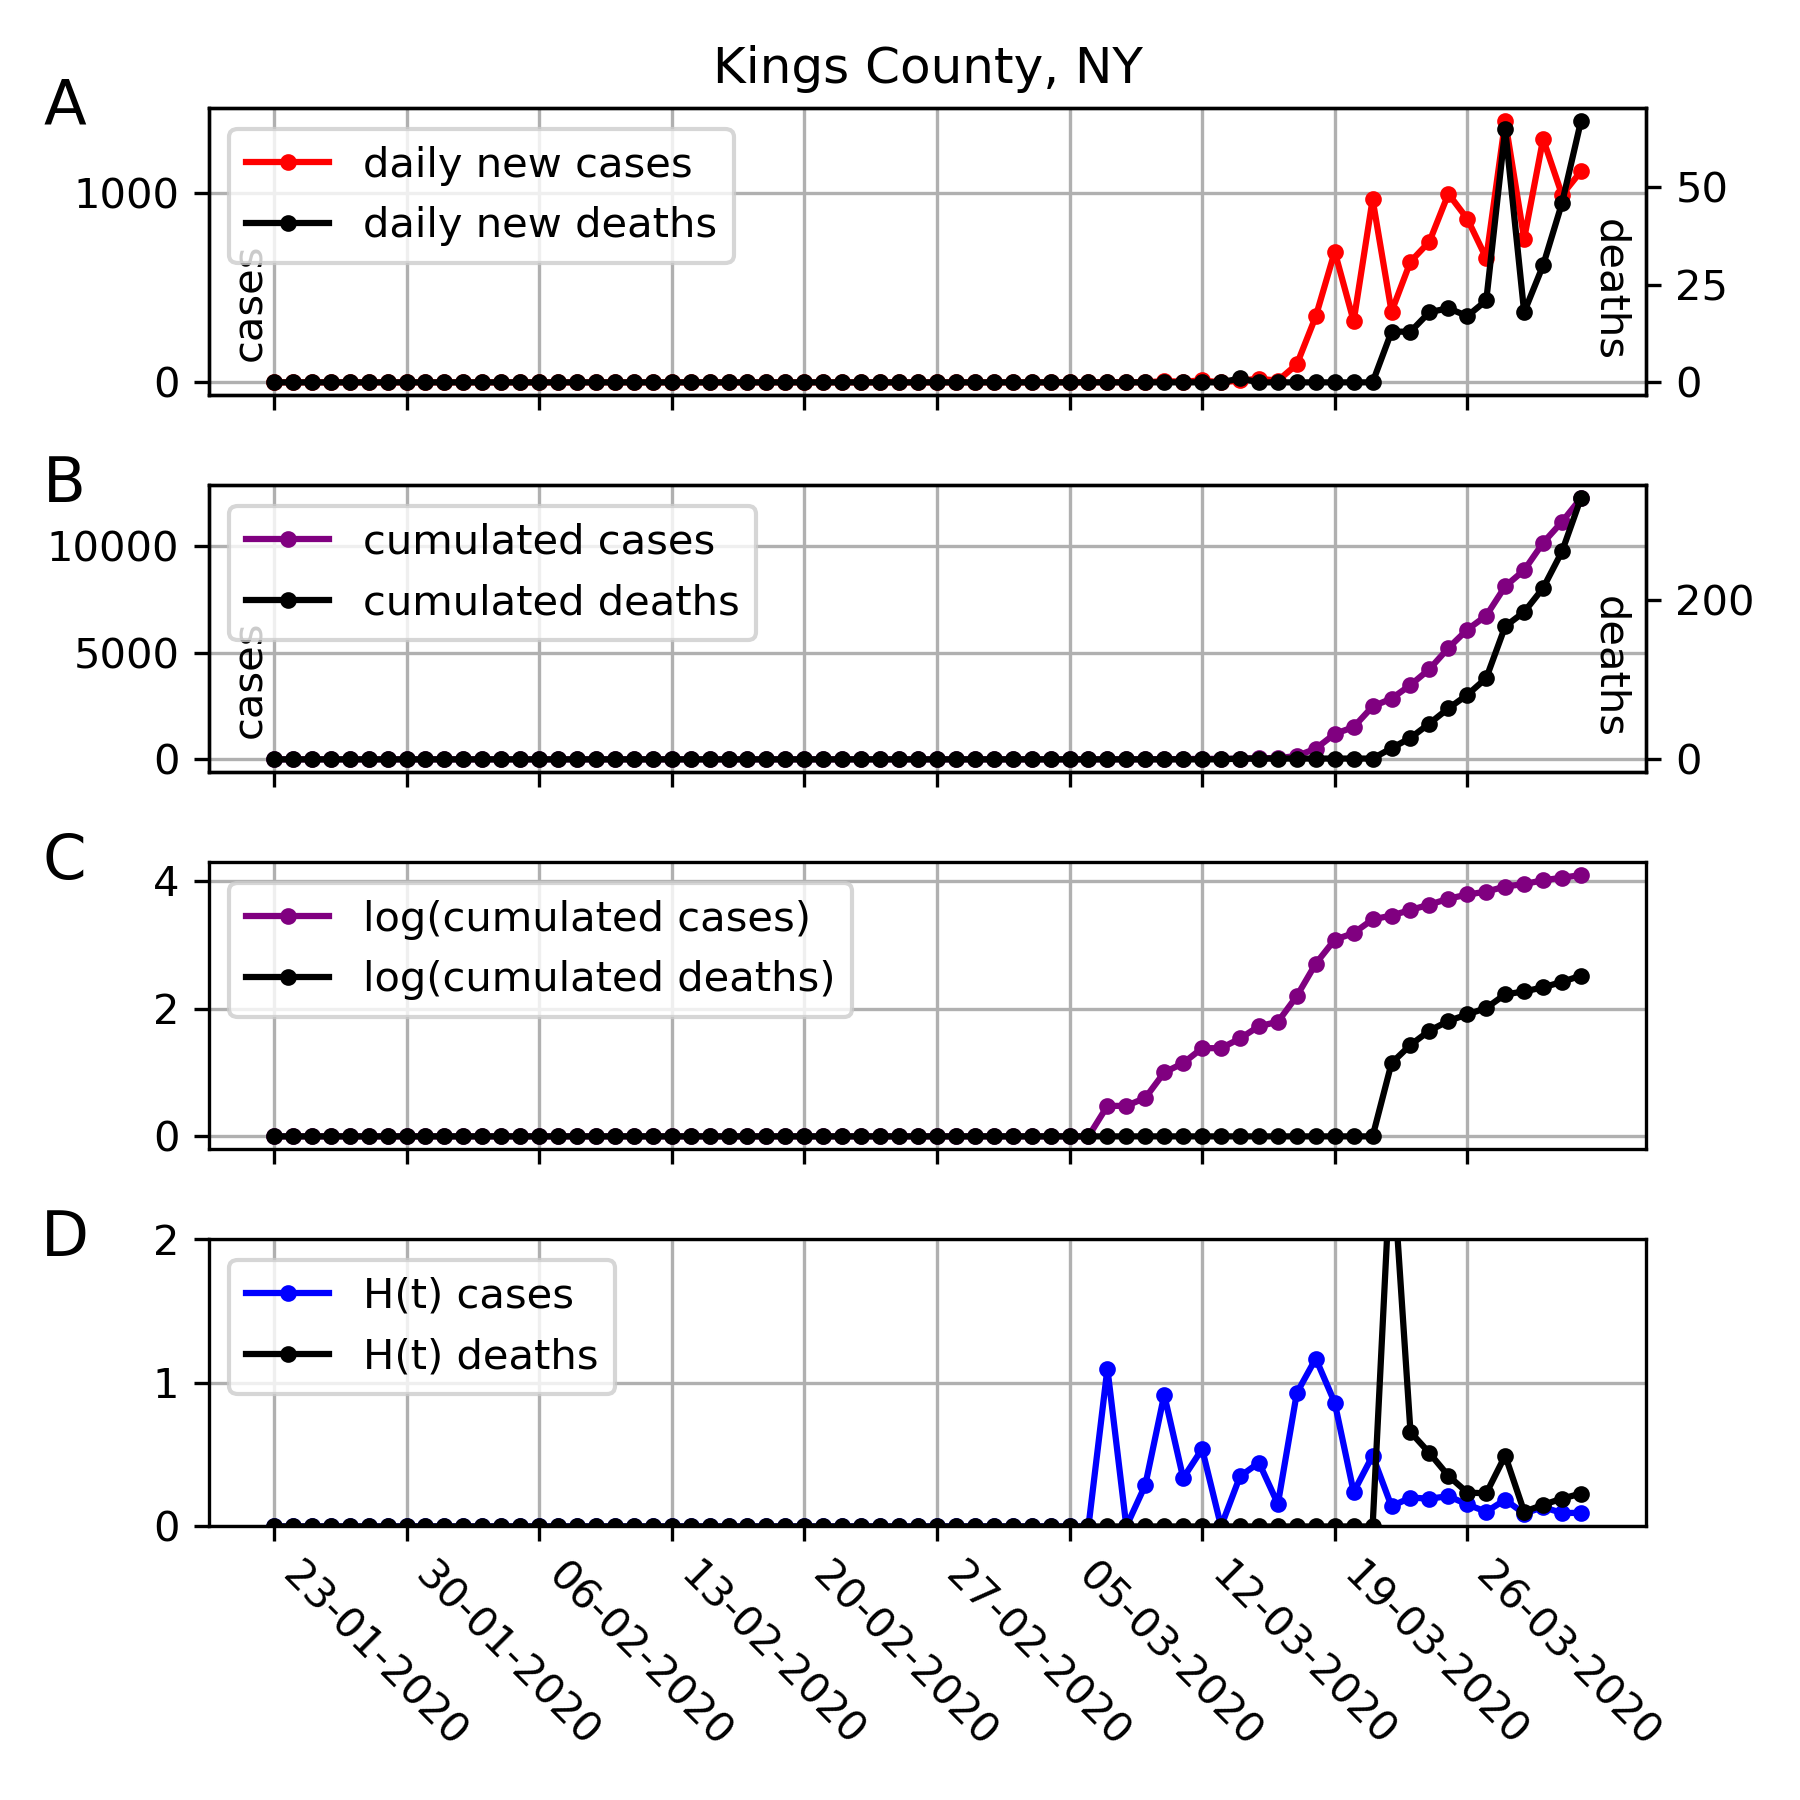 Kings County, NY
A
daily new cases
daily new deaths
1000
0
cases
50
25
0
deaths
B
cumulated cases
cumulated deaths
10000
5000
0
cases
200
0
deaths
C
log(cumulated cases)
log(cumulated deaths)
4
2
0
D
H(t) cases
H(t) deaths
2
1
0
23-01-2020
30-01-2020
06-02-2020
13-02-2020
20-02-2020
27-02-2020
05-03-2020
12-03-2020
19-03-2020
26-03-2020